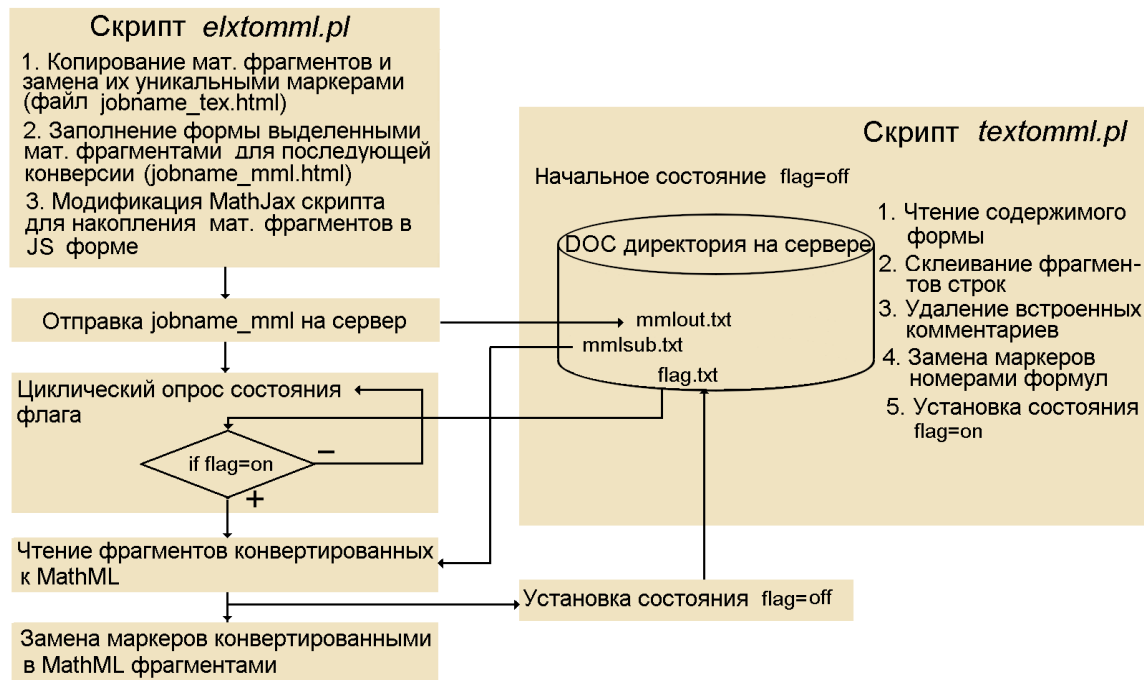 Скрипт elxtomml.pl
1. Копирование мат. фрагментов и
замена их уникальными маркерами
(файл jobname_tex.html)
2. Заполнение формы выделенными
мат. фрагментами для последующей
конверсии (jobname_mml.html)
3. Модификация MathJax скрипта
для накопления мат. фрагментов в
JS форме
Отправка jobname_mml на сервер
Циклический опрос состояния
флага
if flag=on
–
+
Чтение фрагментов конвертированных
к MathML
Замена маркеров конвертированными
в MathML фрагментами
Скрипт textomml.pl
Начальное состояние flag=off
DOC директория на сервере
mmlout.txt
mmlsub.txt
flag.txt
1. Чтение содержимого
формы
2. Склеивание фрагмен-
тов строк
3. Удаление встроенных
комментариев
4. Замена маркеров
номерами формул
5. Установка состояния
flag=on
Установка состояния flag=off